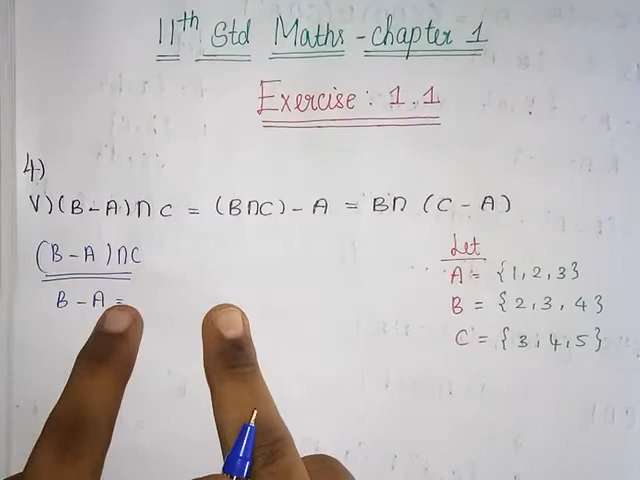 11th Std Maths - chapter 1
Exercise : 1.1
4)
V) (B - A) ∩ C = (B∩C) - A = B∩ (C - A)
(B - A) ∩ C
B - A =
Let
A = {1, 2, 3}
B = {2, 3, 4}
C = {3, 4, 5}